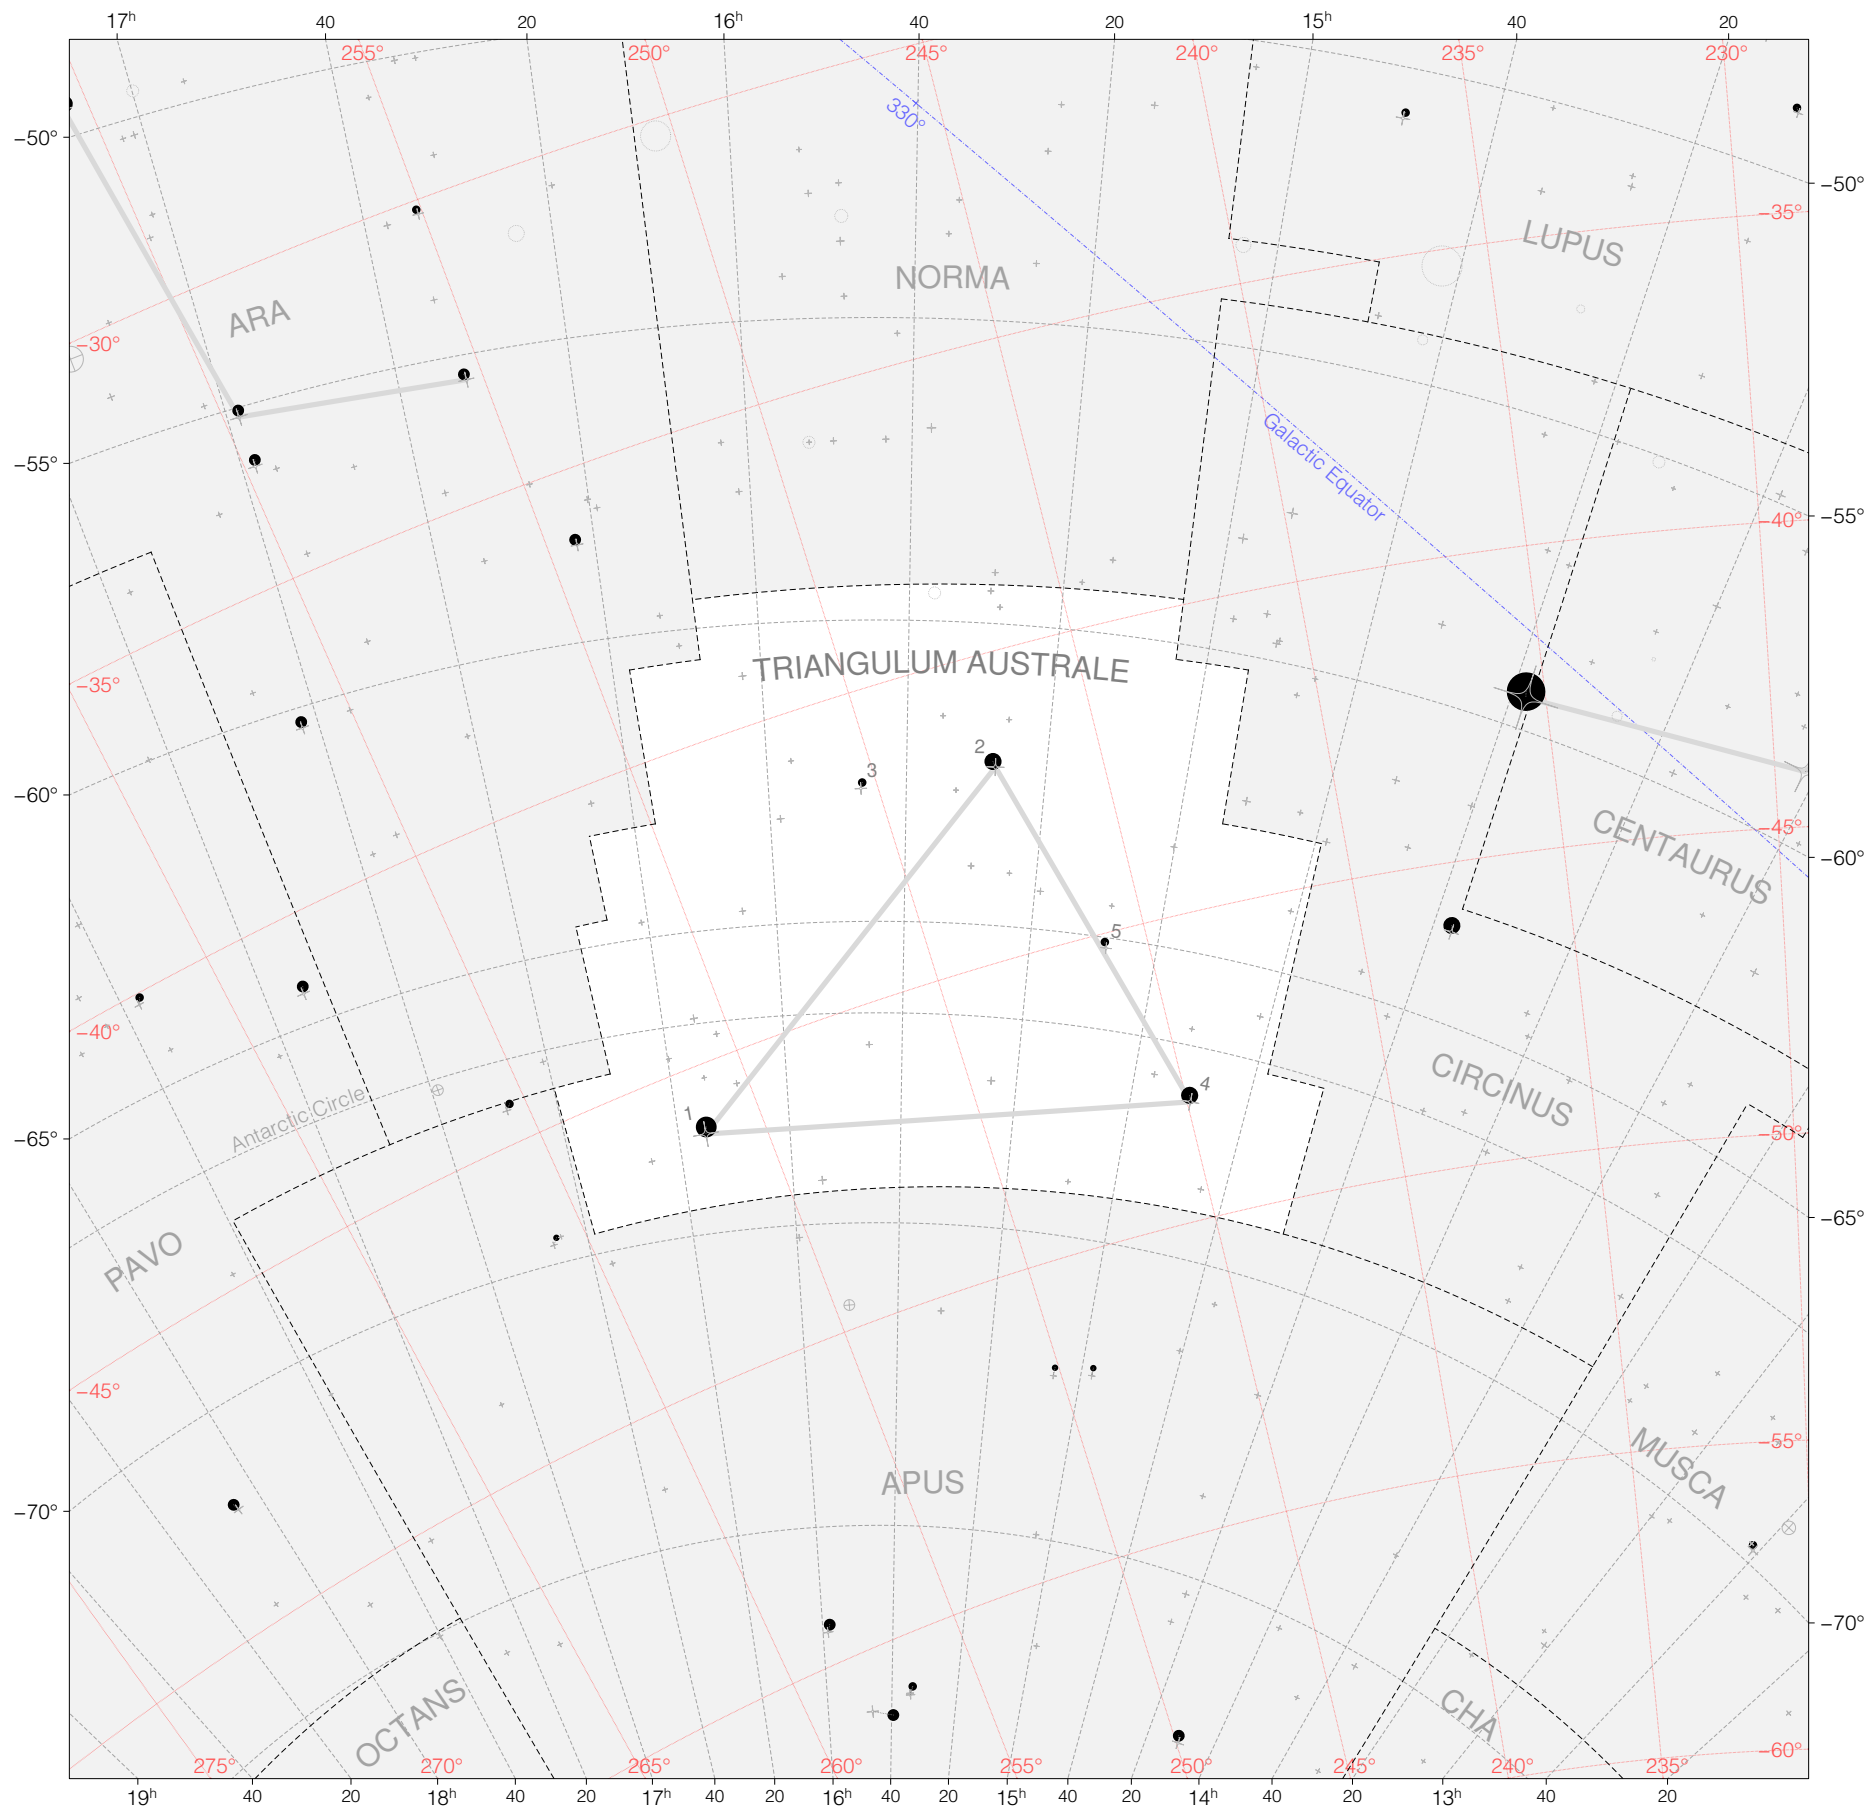 17h 40 20 16h 40 20 15h 40 20
255° 250° 245° 240° 235° 230°
330°
−50°
−50°
−35°
LUPUS
NORMA
ARA
−30°
Galactic Equator
−55°
−55°
−40°
TRIANGULUM AUSTRALE
−35°
2
3
−60°
−45°
CENTAURUS
−60°
5
−40°
CIRCINUS
4
1
Antarctic Circle
−65°
−50°
−65°
PAVO
−45°
−55°
MUSCA
APUS
−70°
−70°
OCTANS
CHA
−60°
275° 270° 265° 260° 255° 250° 245° 240° 235°
19h 40 20 18h 40 20 17h 40 20 16h 40 20 15h 40 20 14h 40 20 13h 40 20